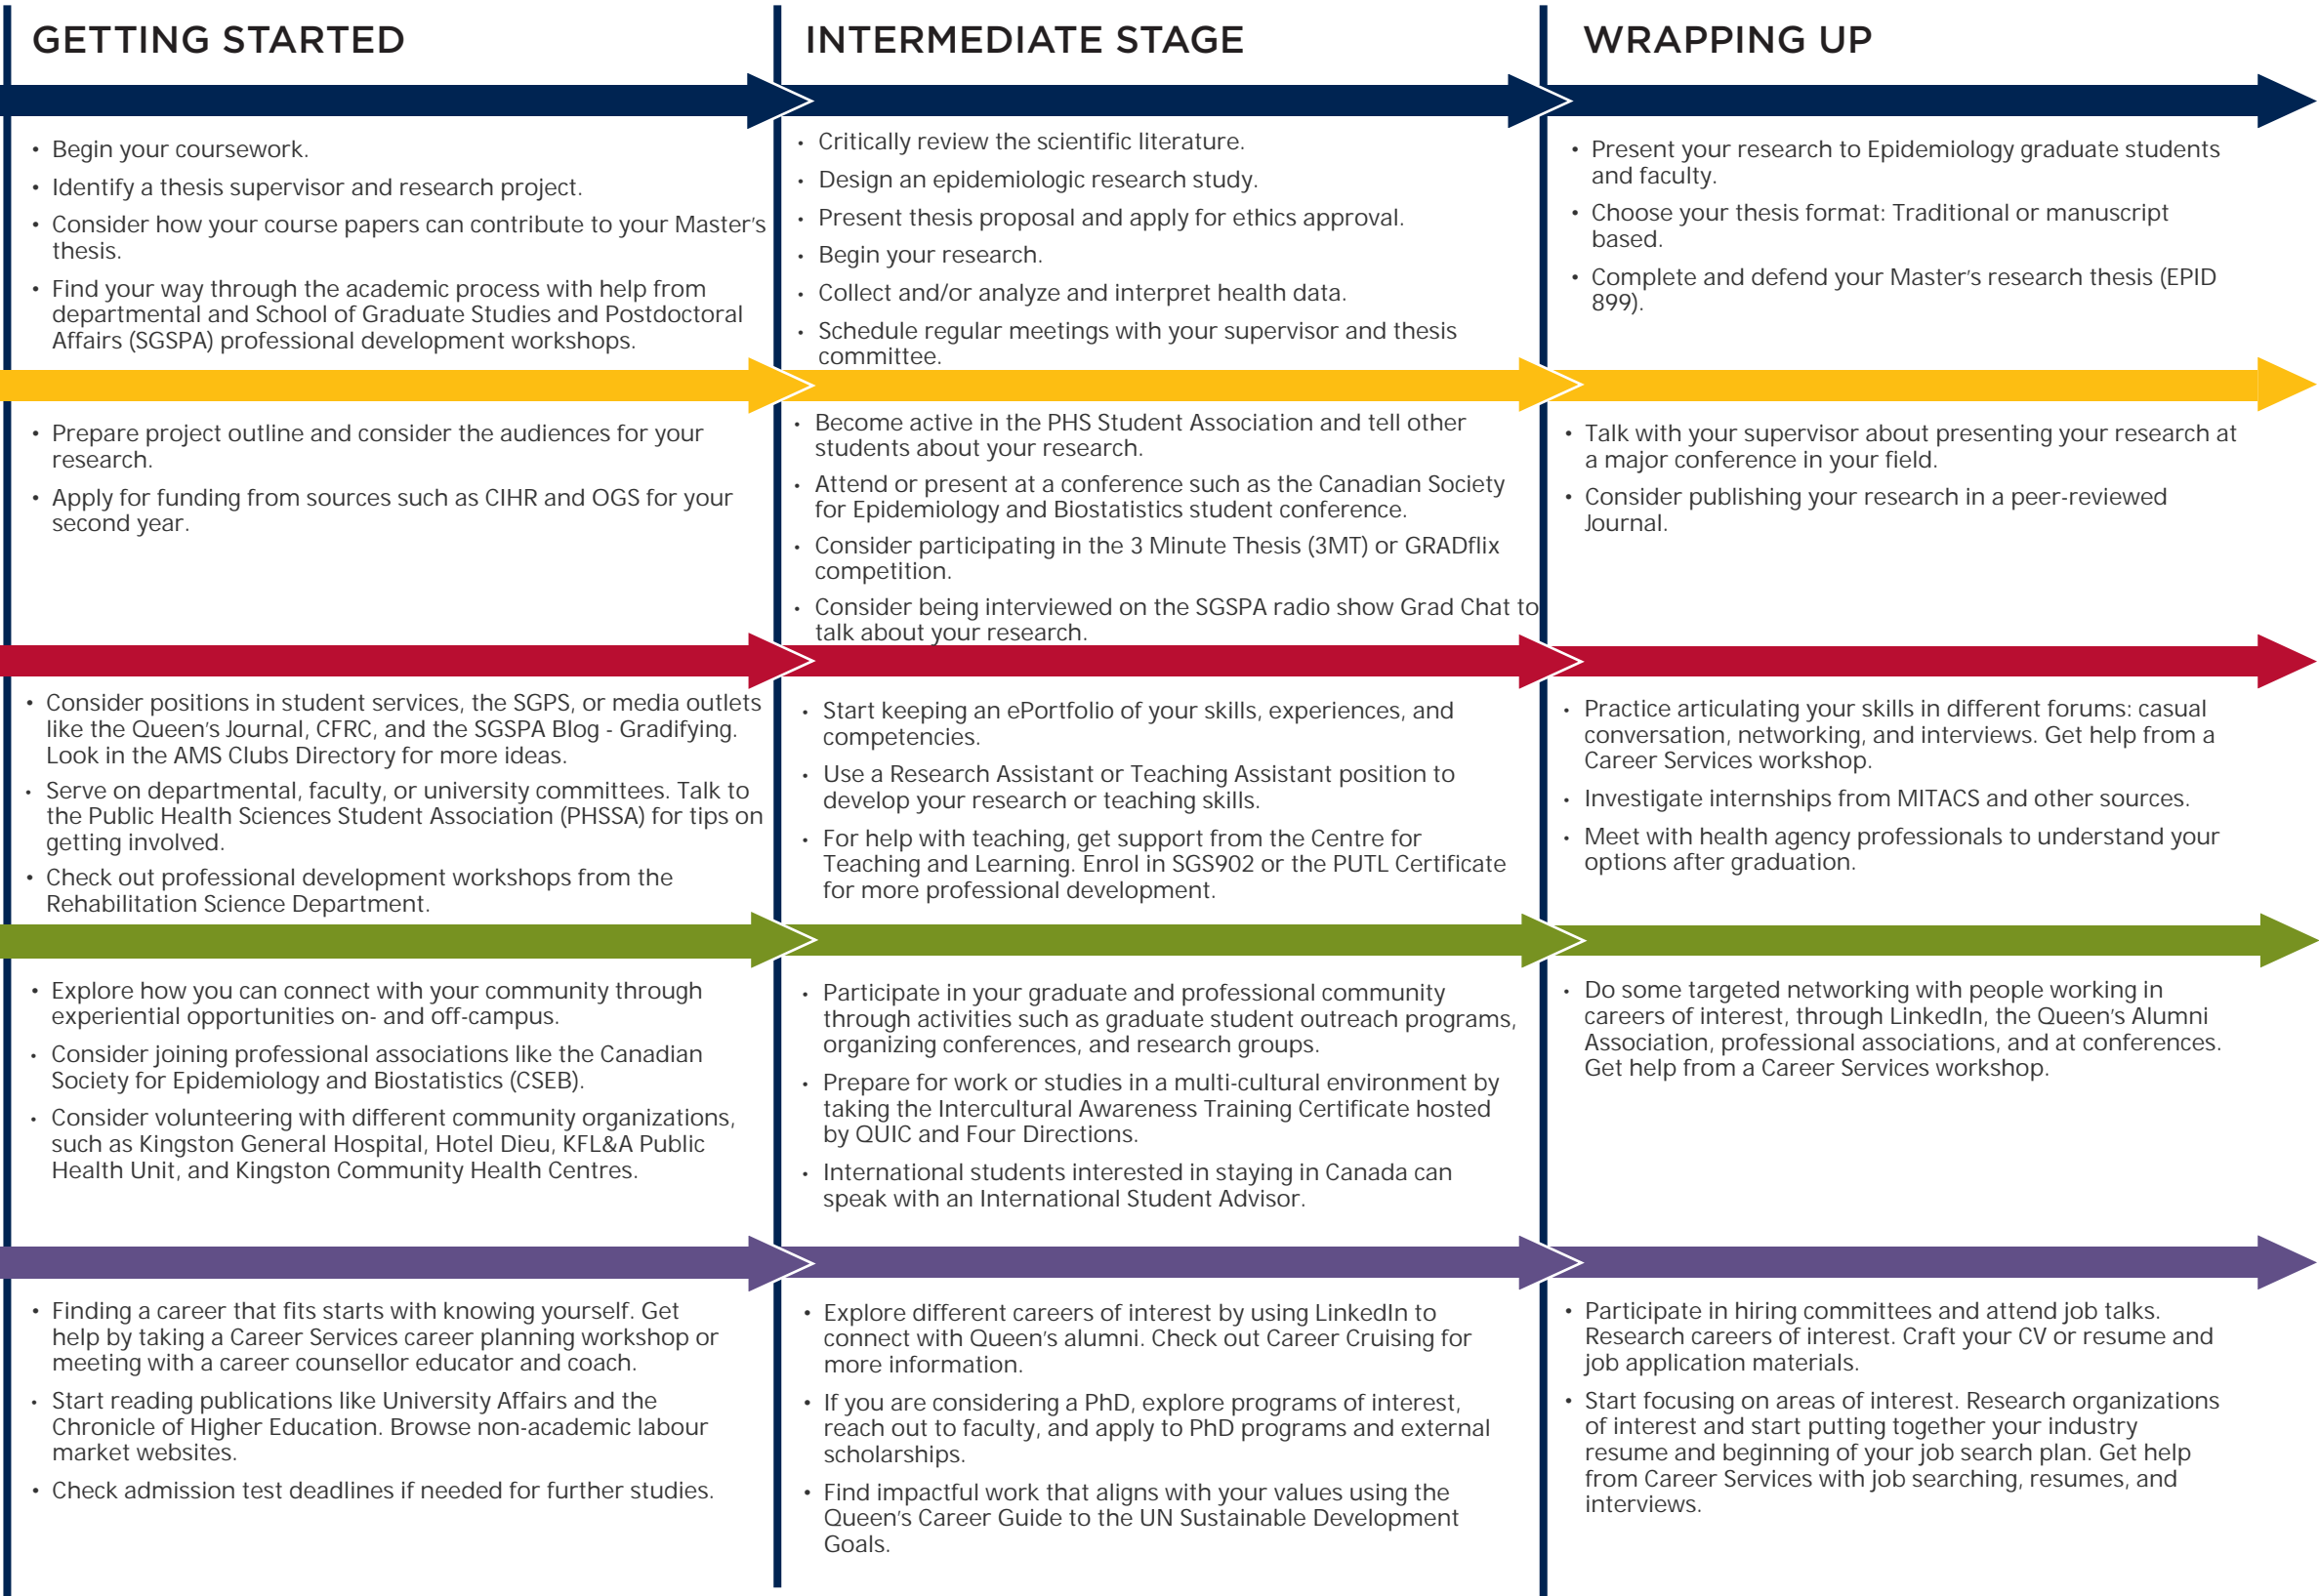 GETTING STARTED
INTERMEDIATE STAGE
WRAPPING UP
• Begin your coursework.
• Identify a thesis supervisor and research project.
• Consider how your course papers can contribute to your Master's
thesis.
• Find your way through the academic process with help from
departmental and School of Graduate Studies and Postdoctoral
Affairs (SGSPA) professional development workshops.
• Critically review the scientific literature.
• Design an epidemiologic research study.
• Present thesis proposal and apply for ethics approval.
• Begin your research.
• Collect and/or analyze and interpret health data.
• Schedule regular meetings with your supervisor and thesis
committee.
• Present your research to Epidemiology graduate students
and faculty.
• Choose your thesis format: Traditional or manuscript
based.
• Complete and defend your Master's research thesis (EPID
899).
• Prepare project outline and consider the audiences for your
research.
• Apply for funding from sources such as CIHR and OGS for your
second year.
• Become active in the PHS Student Association and tell other
students about your research.
• Attend or present at a conference such as the Canadian Society
for Epidemiology and Biostatistics student conference.
• Consider participating in the 3 Minute Thesis (3MT) or GRADflix
competition.
• Consider being interviewed on the SGSPA radio show Grad Chat to
talk about your research.
• Talk with your supervisor about presenting your research at
a major conference in your field.
• Consider publishing your research in a peer-reviewed
Journal.
• Consider positions in student services, the SGPS, or media outlets
like the Queen's Journal, CFRC, and the SGSPA Blog - Gradifying.
Look in the AMS Clubs Directory for more ideas.
• Serve on departmental, faculty, or university committees. Talk to
the Public Health Sciences Student Association (PHSSA) for tips on
getting involved.
• Check out professional development workshops from the
Rehabilitation Science Department.
• Start keeping an ePortfolio of your skills, experiences, and
competencies.
• Use a Research Assistant or Teaching Assistant position to
develop your research or teaching skills.
• For help with teaching, get support from the Centre for
Teaching and Learning. Enrol in SGS902 or the PUTL Certificate
for more professional development.
• Practice articulating your skills in different forums: casual
conversation, networking, and interviews. Get help from a
Career Services workshop.
• Investigate internships from MITACS and other sources.
• Meet with health agency professionals to understand your
options after graduation.
• Explore how you can connect with your community through
experiential opportunities on- and off-campus.
• Consider joining professional associations like the Canadian
Society for Epidemiology and Biostatistics (CSEB).
• Consider volunteering with different community organizations,
such as Kingston General Hospital, Hotel Dieu, KFL&A Public
Health Unit, and Kingston Community Health Centres.
• Participate in your graduate and professional community
through activities such as graduate student outreach programs,
organizing conferences, and research groups.
• Prepare for work or studies in a multi-cultural environment by
taking the Intercultural Awareness Training Certificate hosted
by QUIC and Four Directions.
• International students interested in staying in Canada can
speak with an International Student Advisor.
• Do some targeted networking with people working in
careers of interest, through LinkedIn, the Queen's Alumni
Association, professional associations, and at conferences.
Get help from a Career Services workshop.
• Finding a career that fits starts with knowing yourself. Get
help by taking a Career Services career planning workshop or
meeting with a career counsellor educator and coach.
• Start reading publications like University Affairs and the
Chronicle of Higher Education. Browse non-academic labour
market websites.
• Check admission test deadlines if needed for further studies.
• Explore different careers of interest by using LinkedIn to
connect with Queen's alumni. Check out Career Cruising for
more information.
• If you are considering a PhD, explore programs of interest,
reach out to faculty, and apply to PhD programs and external
scholarships.
• Find impactful work that aligns with your values using the
Queen's Career Guide to the UN Sustainable Development
Goals.
• Participate in hiring committees and attend job talks.
Research careers of interest. Craft your CV or resume and
job application materials.
• Start focusing on areas of interest. Research organizations
of interest and start putting together your industry
resume and beginning of your job search plan. Get help
from Career Services with job searching, resumes, and
interviews.